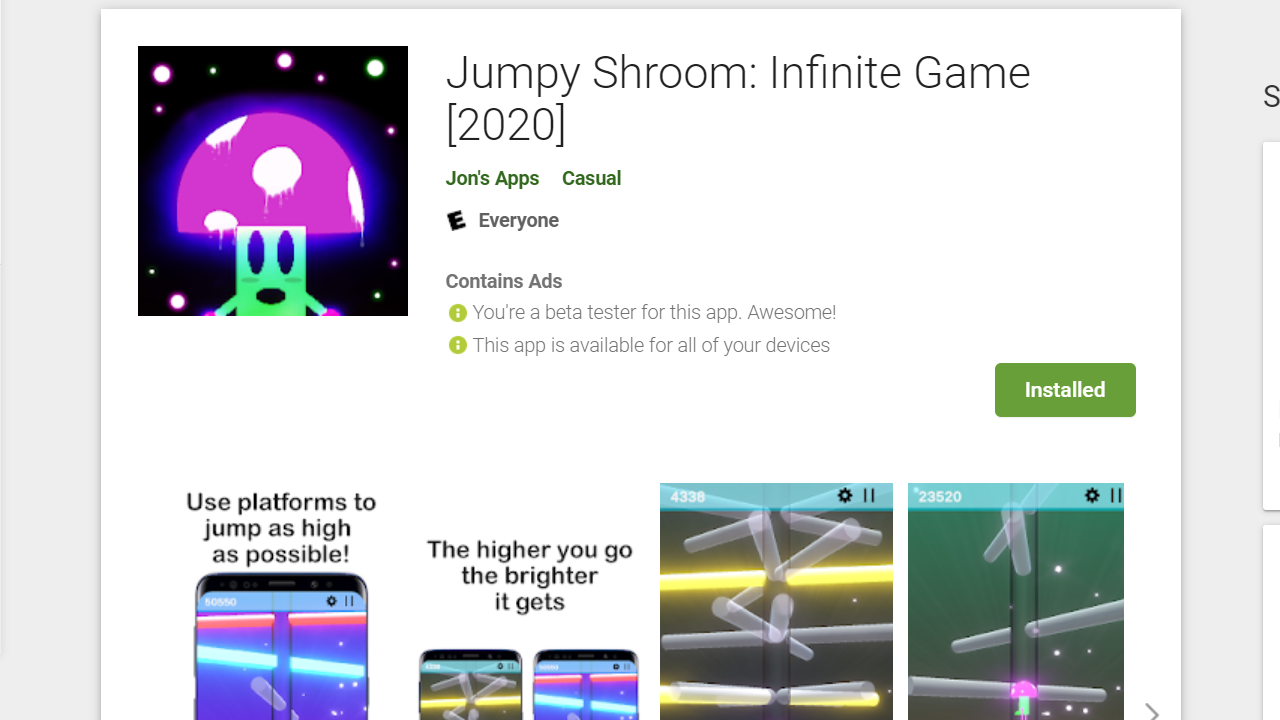 Jumpy Shroom: Infinite Game
[2020]
Jon's Apps Casual
E Everyone
Contains Ads
You're a beta tester for this app. Awesome!
This app is available for all of your devices
Installed
Use platforms to
jump as high
as possible!
50550
The higher you go
the brighter
it gets
4338
50550
4338
23520
S